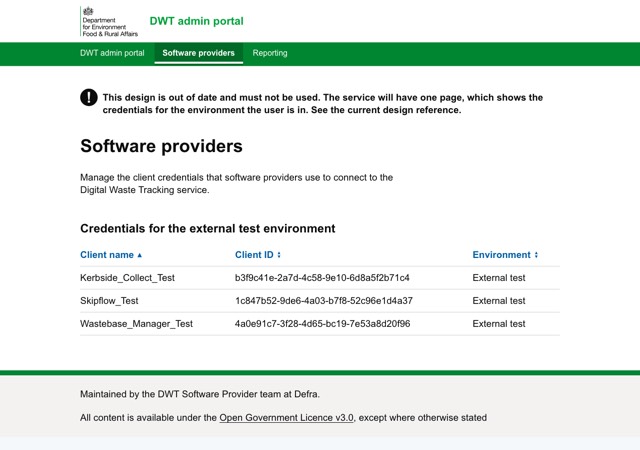 Department
for Environment
Food & Rural Affairs
DWT admin portal
DWT admin portal
Software providers
Reporting
! This design is out of date and must not be used. The service will have one page, which shows the
credentials for the environment the user is in. See the current design reference.
Software providers
Manage the client credentials that software providers use to connect to the
Digital Waste Tracking service.
Credentials for the external test environment
Client name ▲ Client ID Environment
Kerbside_Collect_Test b3f9c41e-2a7d-4c58-9e10-6d8a5f2b71c4 External test
Skipflow_Test 1c847b52-9de6-4a03-b7f8-52c96e1d4a37 External test
Wastebase_Manager_Test 4a0e91c7-3f28-4d65-bc19-7e53a8d20f96 External test
Maintained by the DWT Software Provider team at Defra.
All content is available under the Open Government Licence v3.0, except where otherwise stated